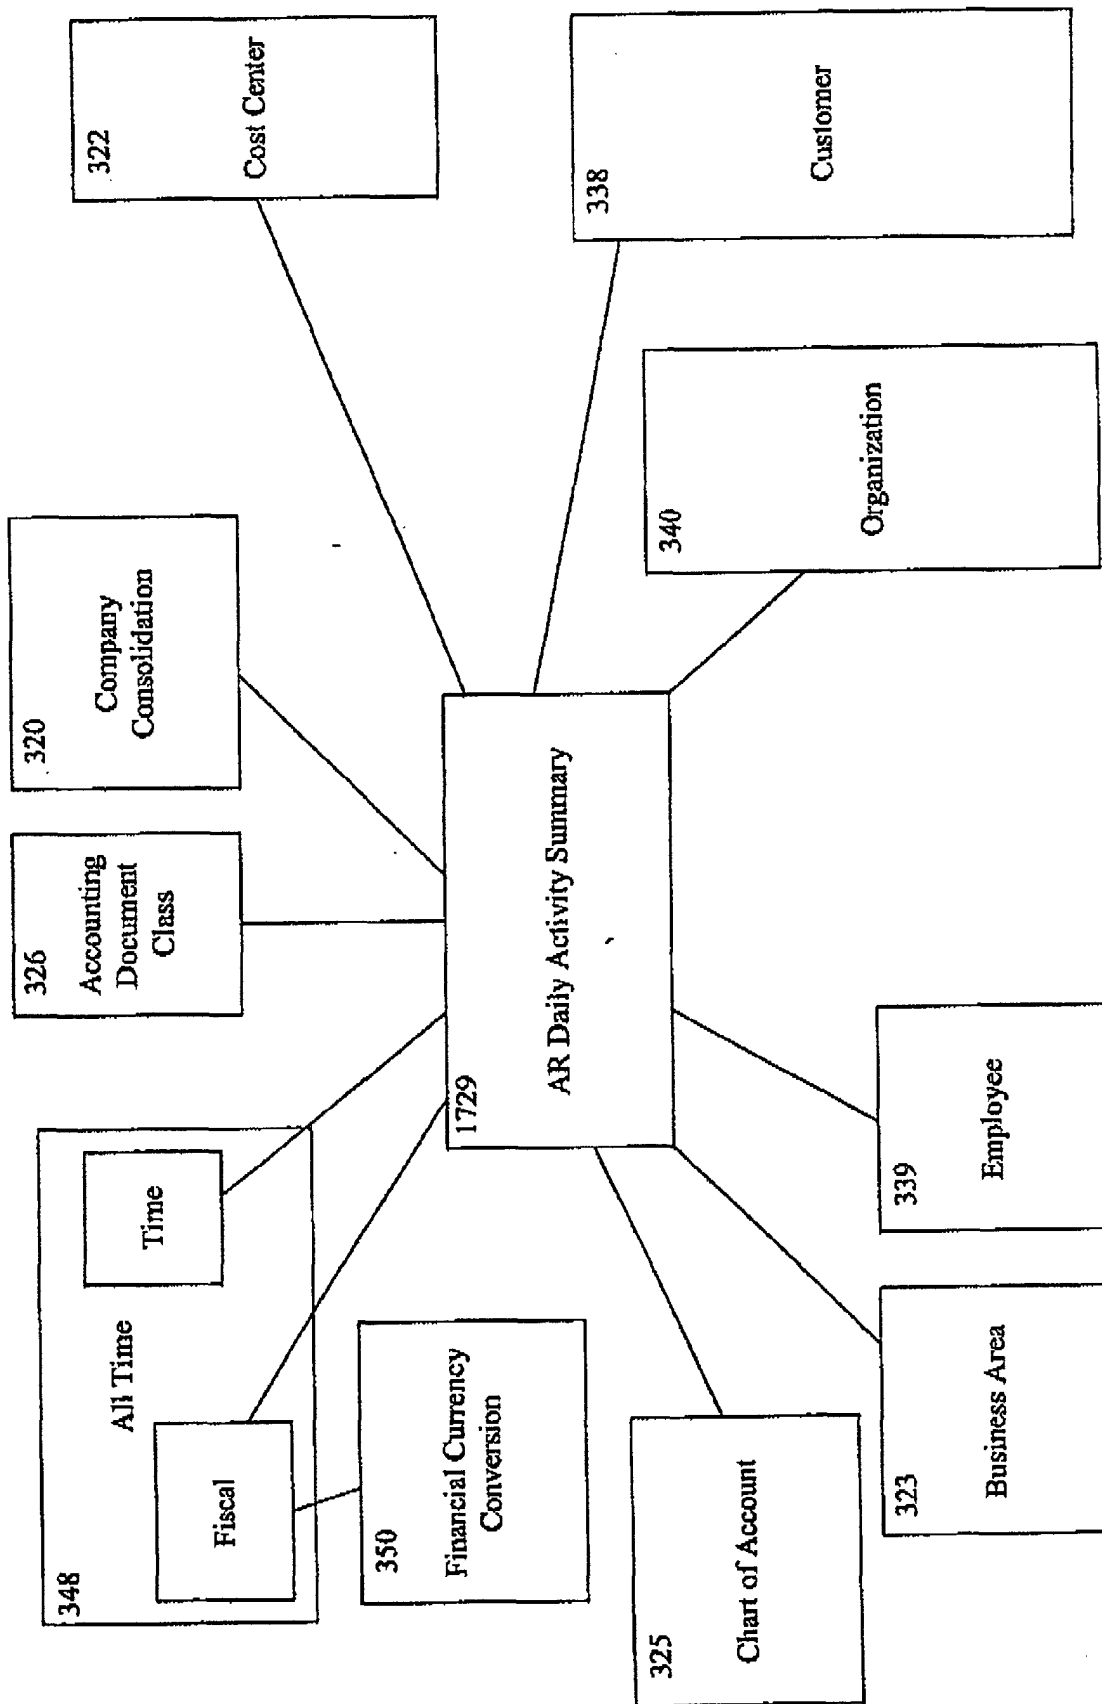 348
All Time
Fiscal
Time
350
Financial Currency
Conversion
326
Accounting
Document
Class
320
Company
Consolidation
322
Cost Center
1729
AR Daily Activity Summary
338
Customer
340
Organization
325
Chart of Account
323
Business Area
339
Employee